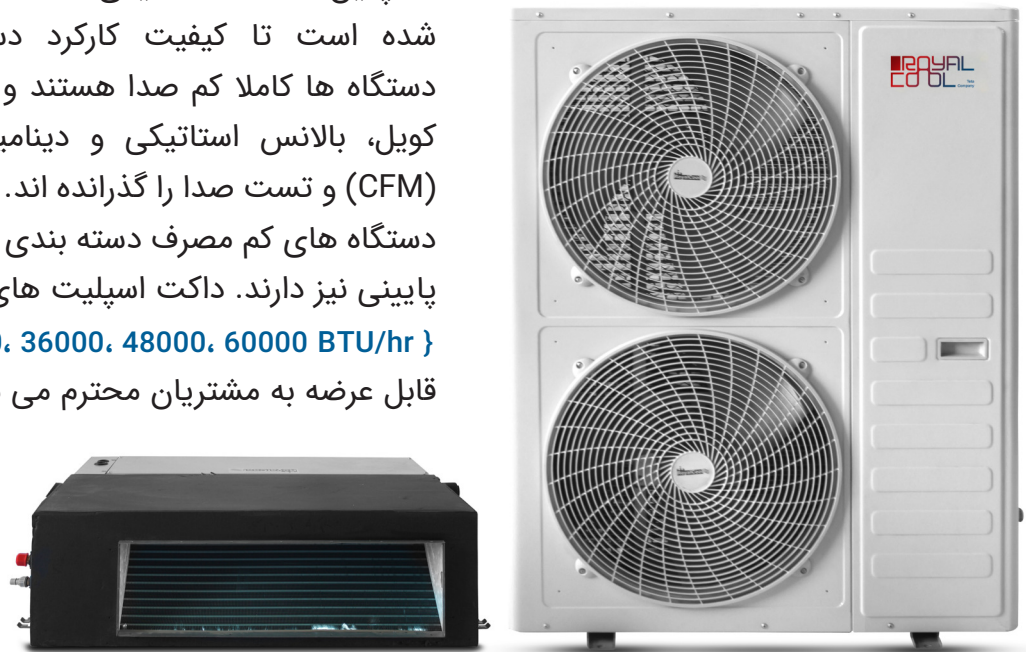 شده است تا کیفیت کارکرد
دستگاه ها کاملا کم صدا هستند و
کویل، بالانس استاتیکی و
(CFM) و تست صدا را گذرانده اند.
دستگاه های کم مصرف دسته بندی
پایینی نیز دارند. داکت اسپلیت های
، 36000، 48000، 60000 BTU/hr }
قابل عرضه به مشتریان محترم می
ROYAL
COOL
Company